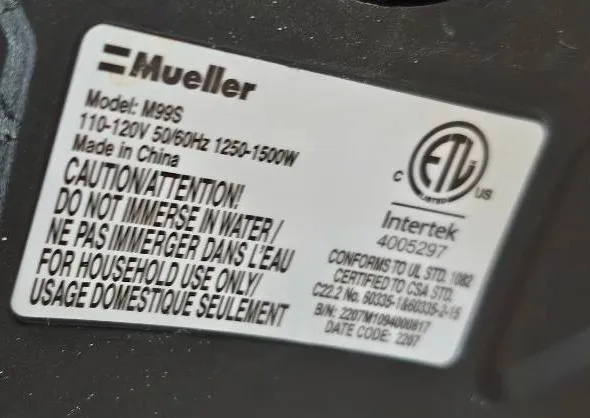 Mueller
Model: M99S
110-120V 50/60Hz 1250-1500W
Made in China
CAUTION/ATTENTION!
DO NOT IMMERSE IN WATER /
NE PAS IMMERGER DANS L'EAU
FOR HOUSEHOLD USE ONLY/
USAGE DOMESTIQUE SEULEMENT
ETL
LISTED
C
US
Intertek
4005297
CONFORMS TO UL STD. 1082
CERTIFIED TO CSA STD.
C22.2 No. 60335-1&60335-2-15
B/N: 2207M1094000817
DATE CODE: 2207